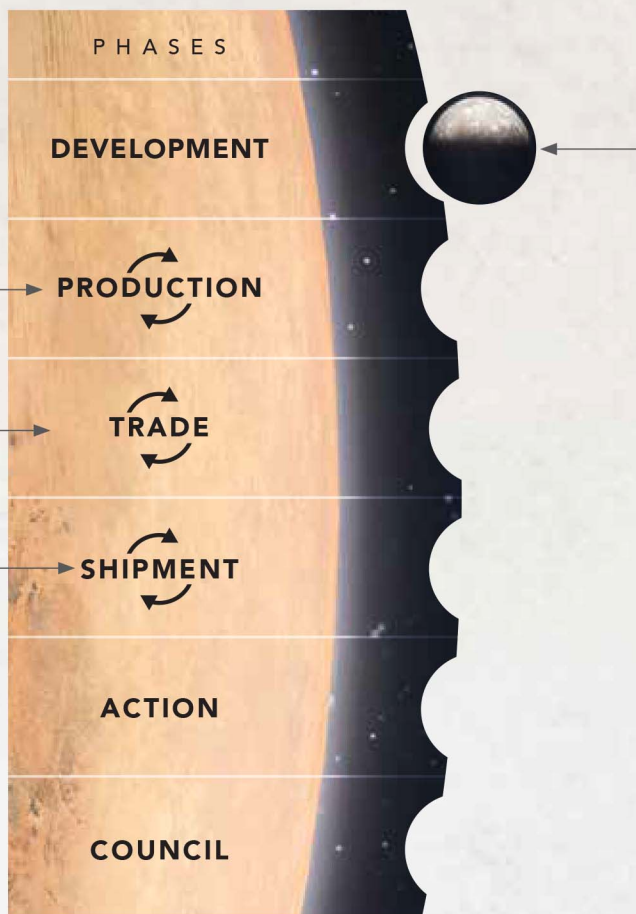 PHASES
DEVELOPMENT
PRODUCTION
TRADE
SHIPMENT
ACTION
COUNCIL